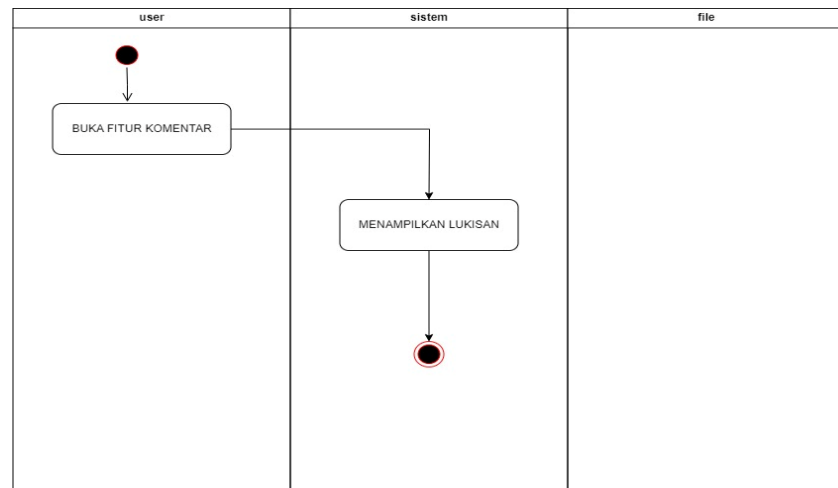 user
sistem
file
BUKA FITUR KOMENTAR
MENAMPILKAN LUKISAN